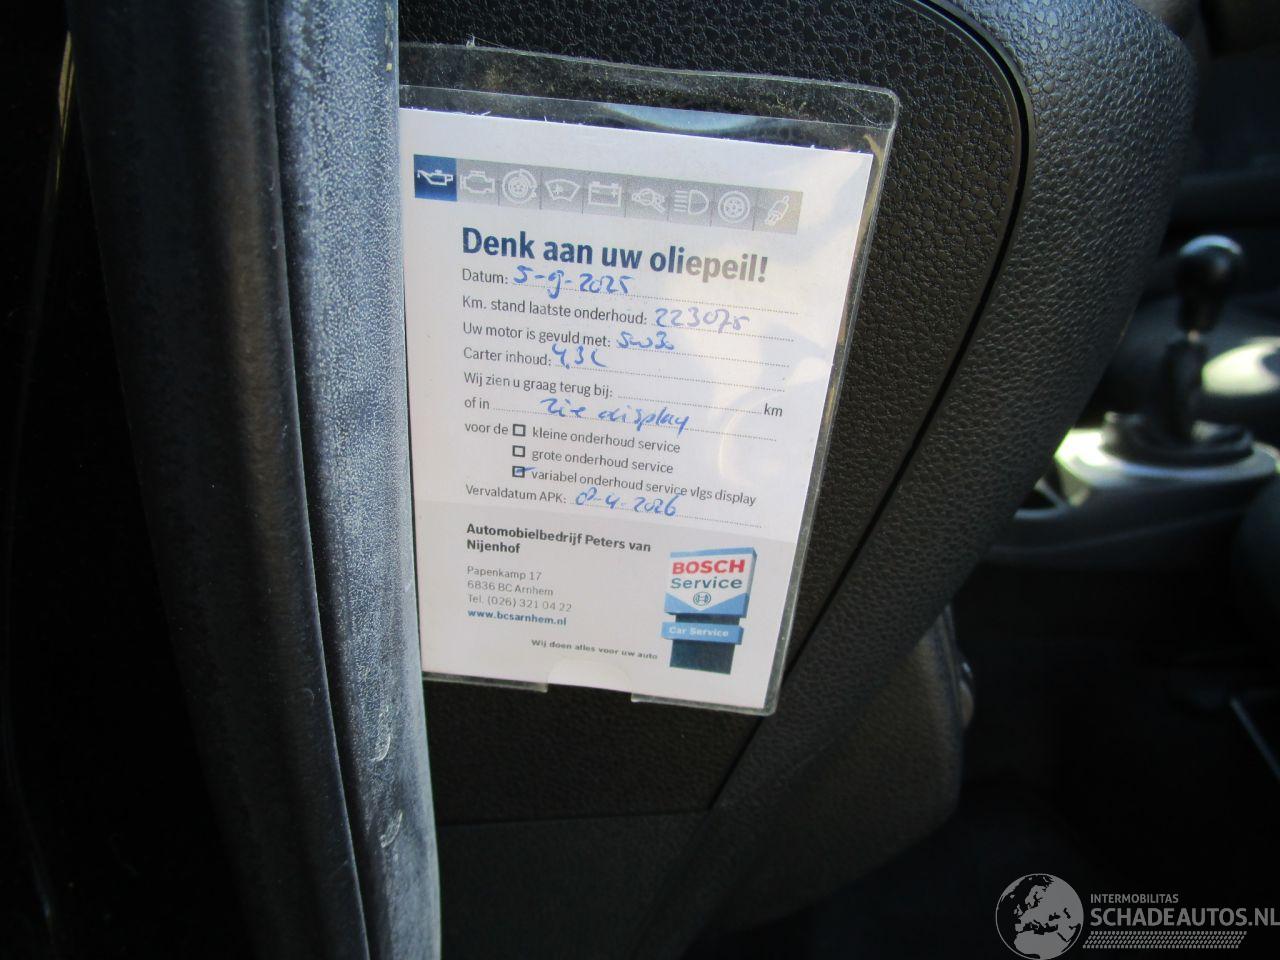 Denk aan uw oliepeil!
Datum: 5-9-2025
Km. stand laatste onderhoud: 223075
Uw motor is gevuld met: 5w30
Carter inhoud: 4,3L
Wij zien u graag terug bij: km
of in zie display
voor de kleine onderhoud service
grote onderhoud service
variabel onderhoud service vlgs display
Vervaldatum APK: 8-4-2026
Automobielbedrijf Peters van
Nijenhof
Papenkamp 17
6836 BC Arnhem
Tel. (026) 321 04 22
www.bcsarnhem.nl
BOSCH
Service
Car Service
Wij doen alles voor uw auto
INTERMOBILITAS
SCHADEAUTOS.NL